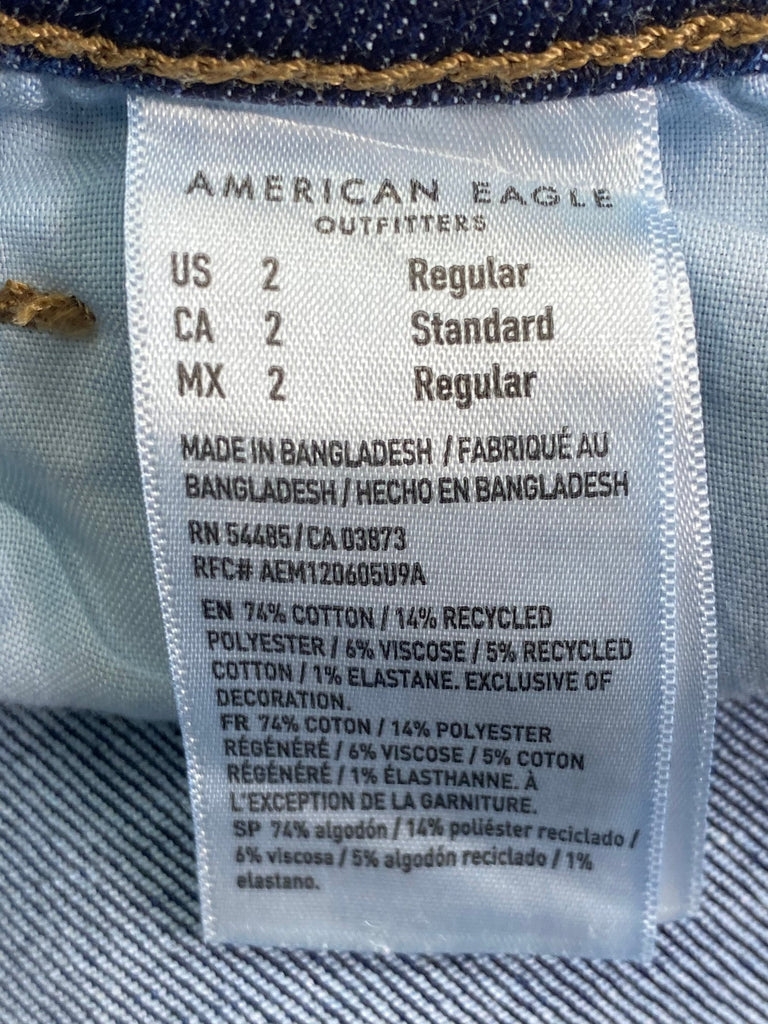 AMERICAN EAGLE
OUTFITTERS
US 2 Regular
CA 2 Standard
MX 2 Regular
MADE IN BANGLADESH / FABRIQUÉ AU
BANGLADESH / HECHO EN BANGLADESH
RN 54485 / CA 03873
RFC# AEM120605U9A
EN 74% COTTON / 14% RECYCLED
POLYESTER / 6% VISCOSE / 5% RECYCLED
COTTON / 1% ELASTANE. EXCLUSIVE OF
DECORATION.
FR 74% COTON / 14% POLYESTER
RÉGÉNÉRÉ / 6% VISCOSE / 5% COTON
RÉGÉNÉRÉ / 1% ÉLASTHANNE. À
L'EXCEPTION DE LA GARNITURE.
SP 74% algodón / 14% poliéster reciclado /
6% viscosa / 5% algodón reciclado / 1%
elastano.